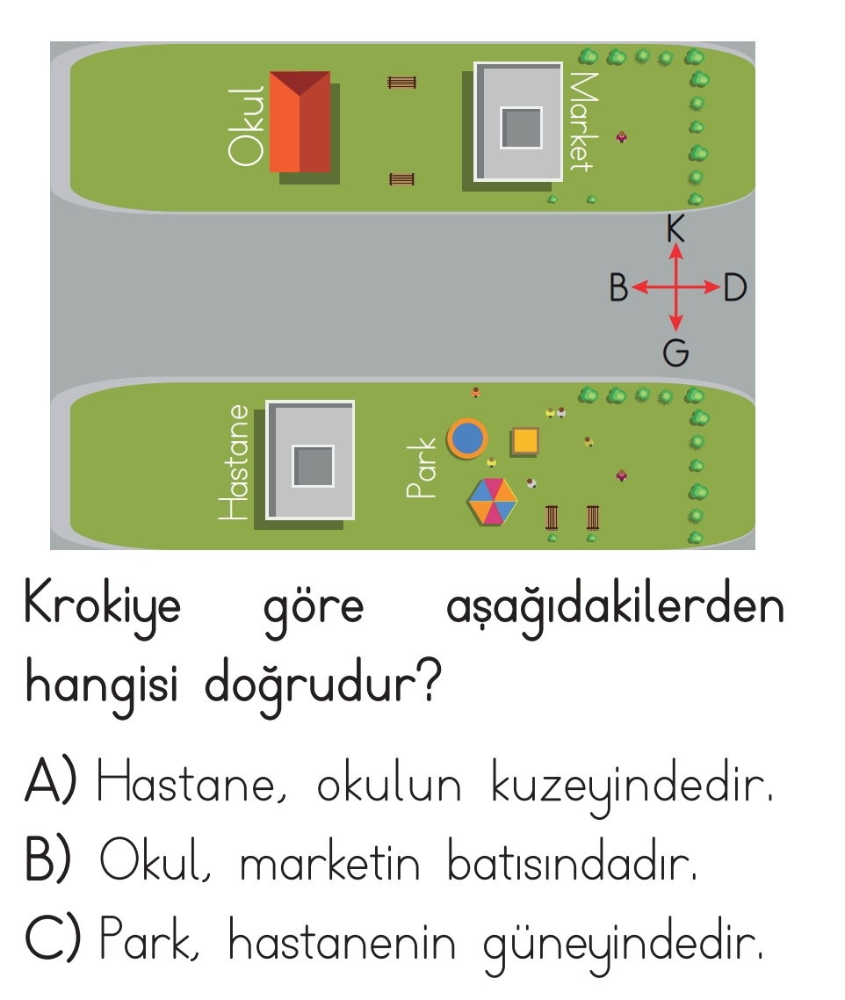 Okul
Market
K
B
D
G
Hastane
Park
Krokiye göre aşağıdakilerden
hangisi doğrudur?
A) Hastane, okulun kuzeyindedir.
B) Okul, marketin batısındadır.
C) Park, hastanenin güneyindedir.